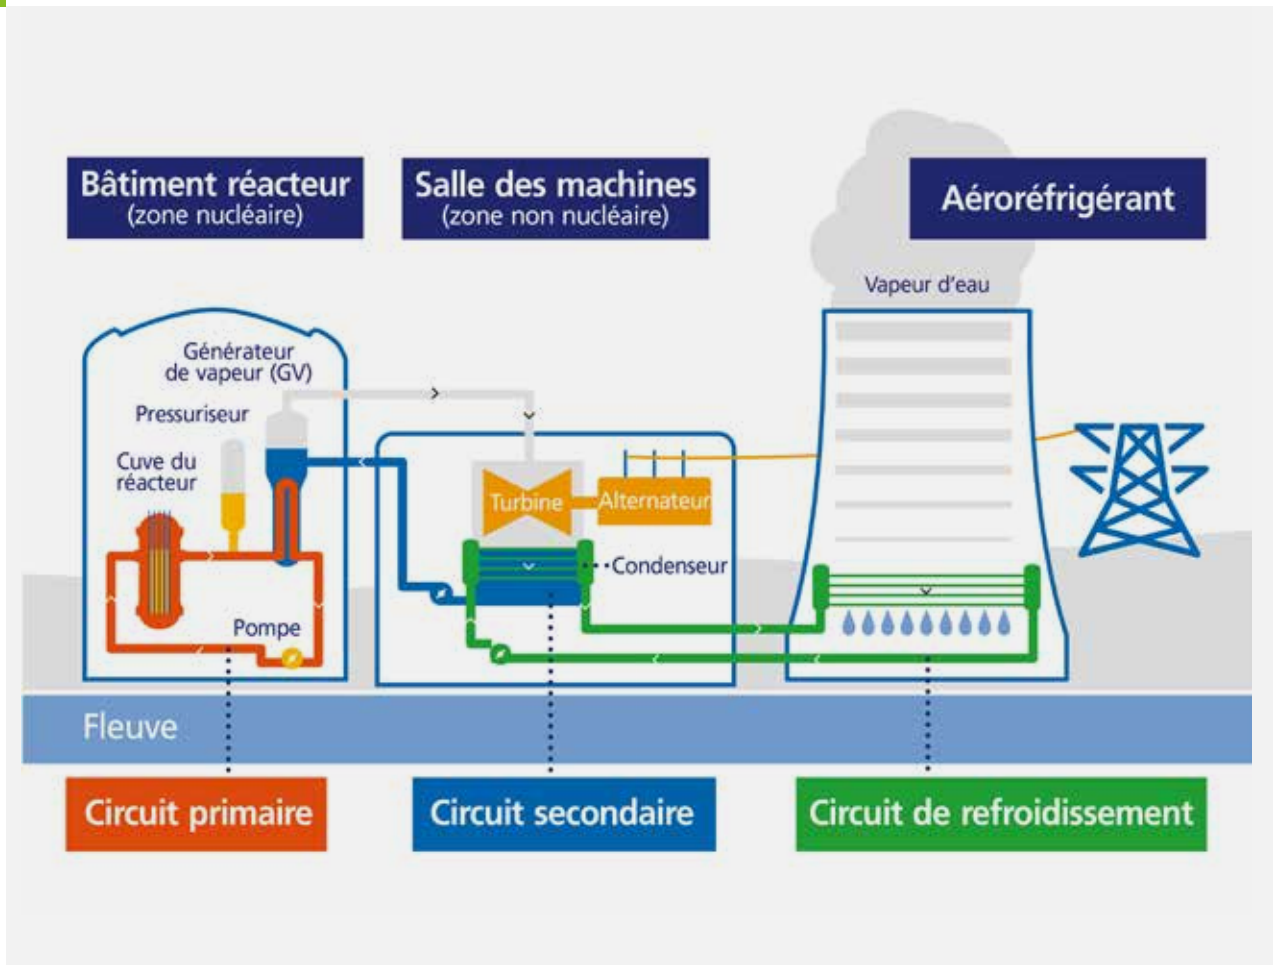 Bâtiment réacteur
(zone nucléaire)
Salle des machines
(zone non nucléaire)
Aéroréfrigérant
Vapeur d'eau
Générateur
de vapeur (GV)
Pressuriseur
Cuve du
réacteur
Turbine
Alternateur
Condenseur
Pompe
Fleuve
Circuit primaire
Circuit secondaire
Circuit de refroidissement